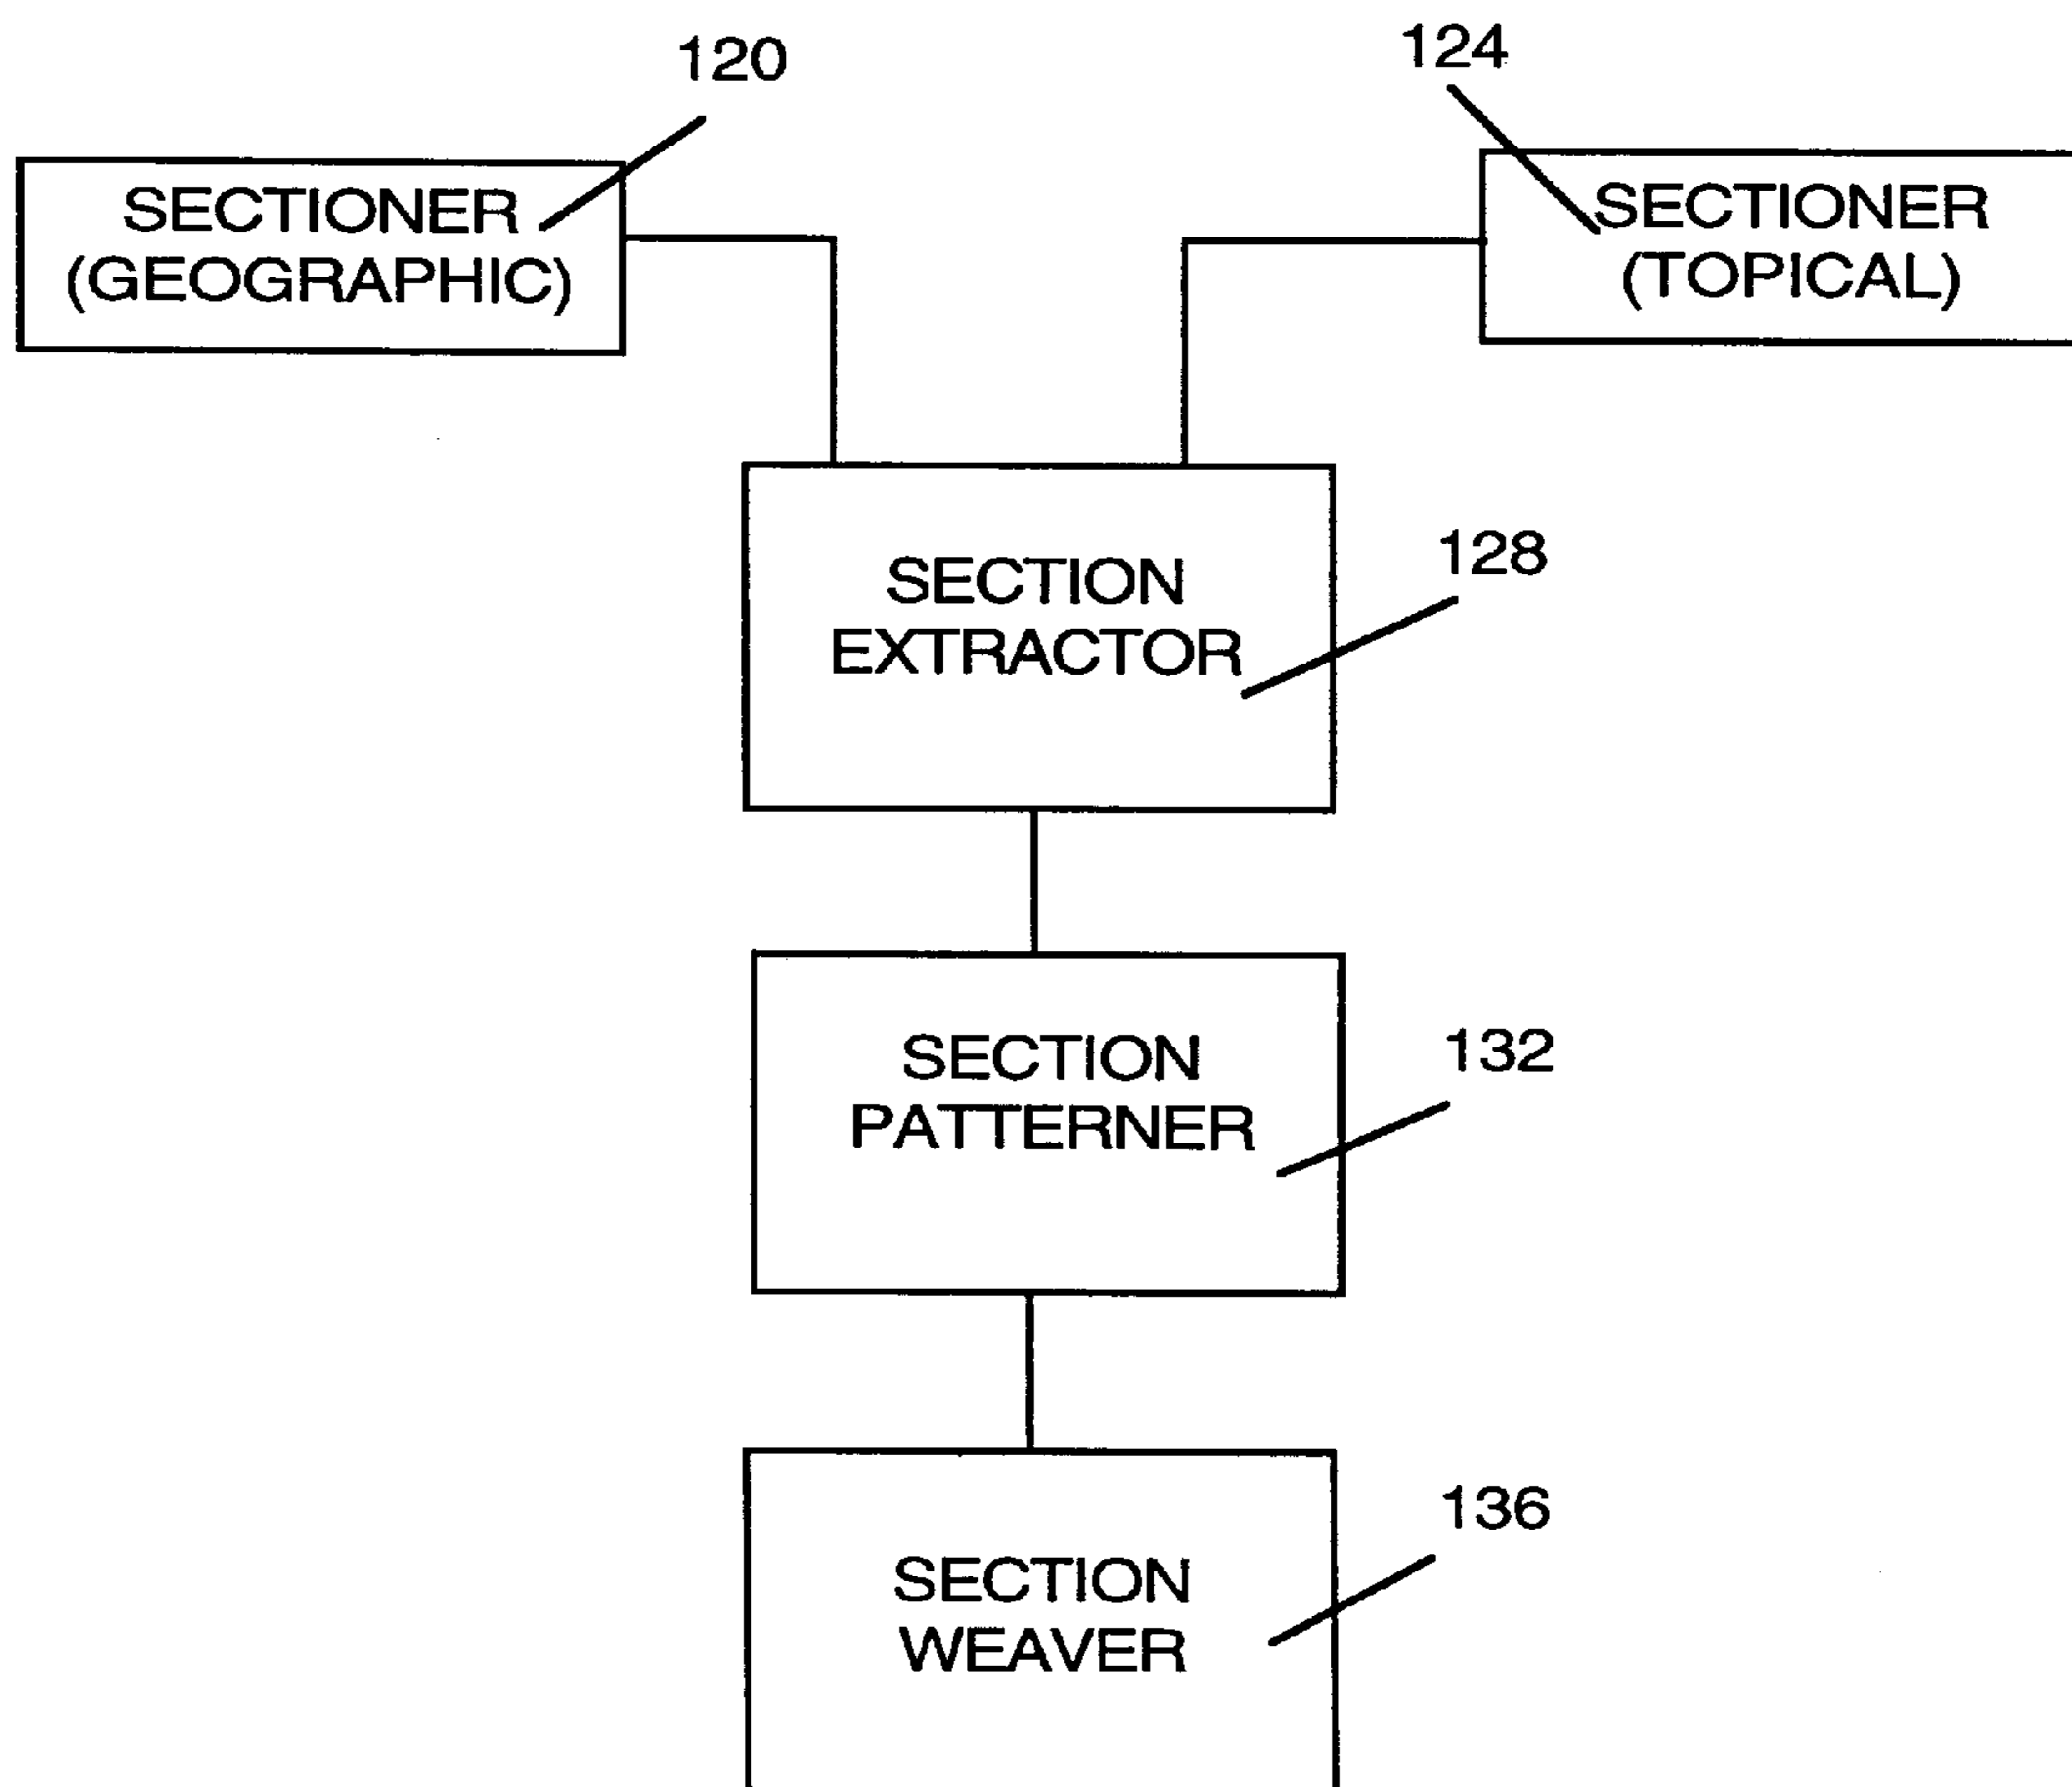 120
124
SECTIONER
(GEOGRAPHIC)
SECTIONER
(TOPICAL)
SECTION
EXTRACTOR
128
SECTION
PATTERNER
132
SECTION
WEAVER
136